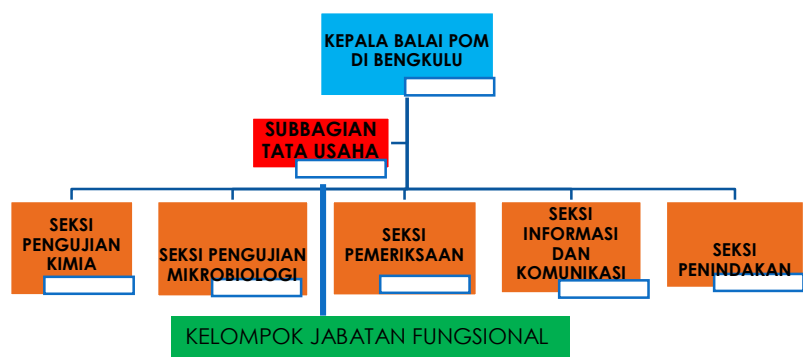 KEPALA BALAI POM
DI BENGKULU
SUBBAGIAN
TATA USAHA
SEKSI
PENGUJIAN
KIMIA
SEKSI PENGUJIAN
MIKROBIOLOGI
SEKSI
PEMERIKSAAN
SEKSI
INFORMASI
DAN
KOMUNIKASI
SEKSI
PENINDAKAN
KELOMPOK JABATAN FUNGSIONAL